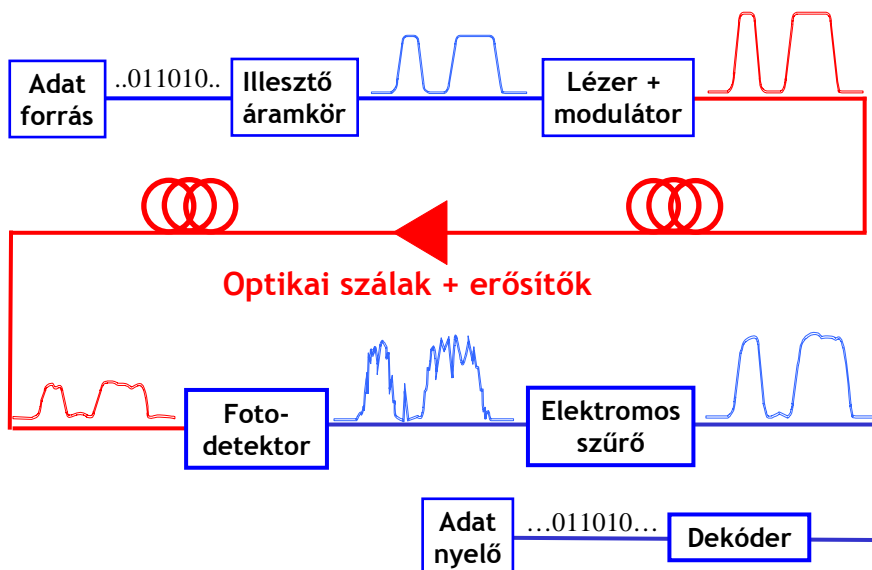 Adat
forrás
..011010..
Illesztő
áramkör
Lézer +
modulátor
Optikai szálak + erősítők
Foto-
detektor
Elektromos
szűrő
Adat
nyelő
...011010...
Dekóder